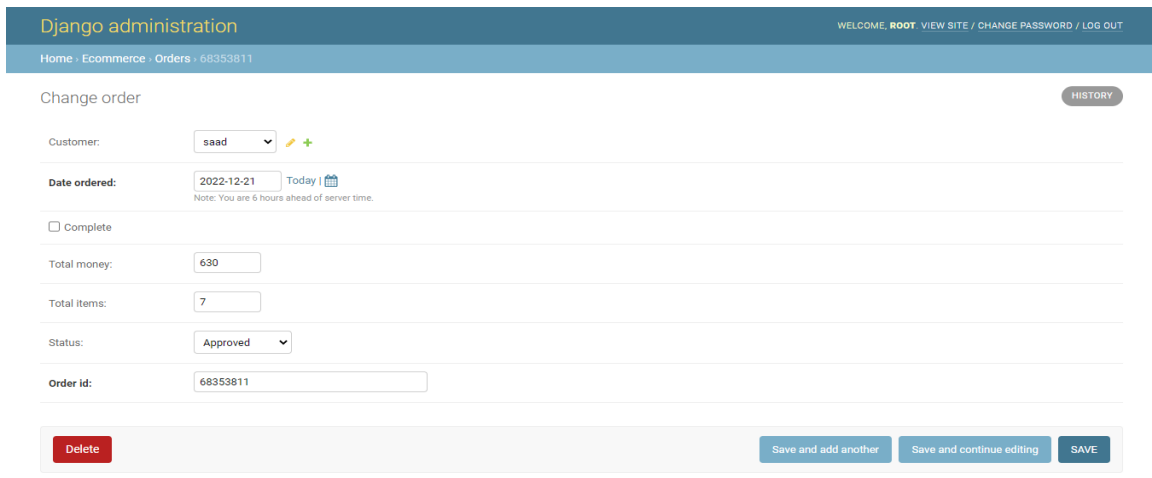 Django administration
WELCOME, ROOT. VIEW SITE / CHANGE PASSWORD / LOG OUT
Home › Ecommerce › Orders › 68353811
Change order
HISTORY
Customer: saad
Date ordered: 2022-12-21 Today |
Note: You are 6 hours ahead of server time.
Complete
Total money: 630
Total items: 7
Status: Approved
Order id: 68353811
Delete Save and add another Save and continue editing SAVE